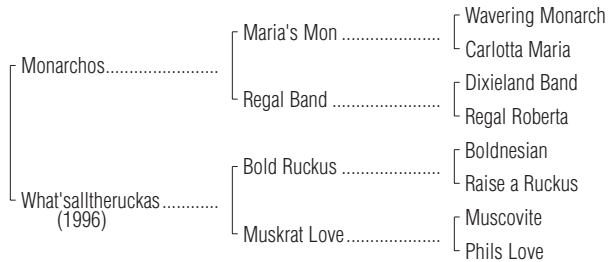 Wavering Monarch
Maria's Mon ....................
Carlotta Maria
Monarchos.......................
Dixieland Band
Regal Band ......................
Regal Roberta
Boldnesian
Bold Ruckus ....................
Raise a Ruckus
What'salltheruckas............
(1996)
Muscovite
Muskrat Love...................
Phils Love